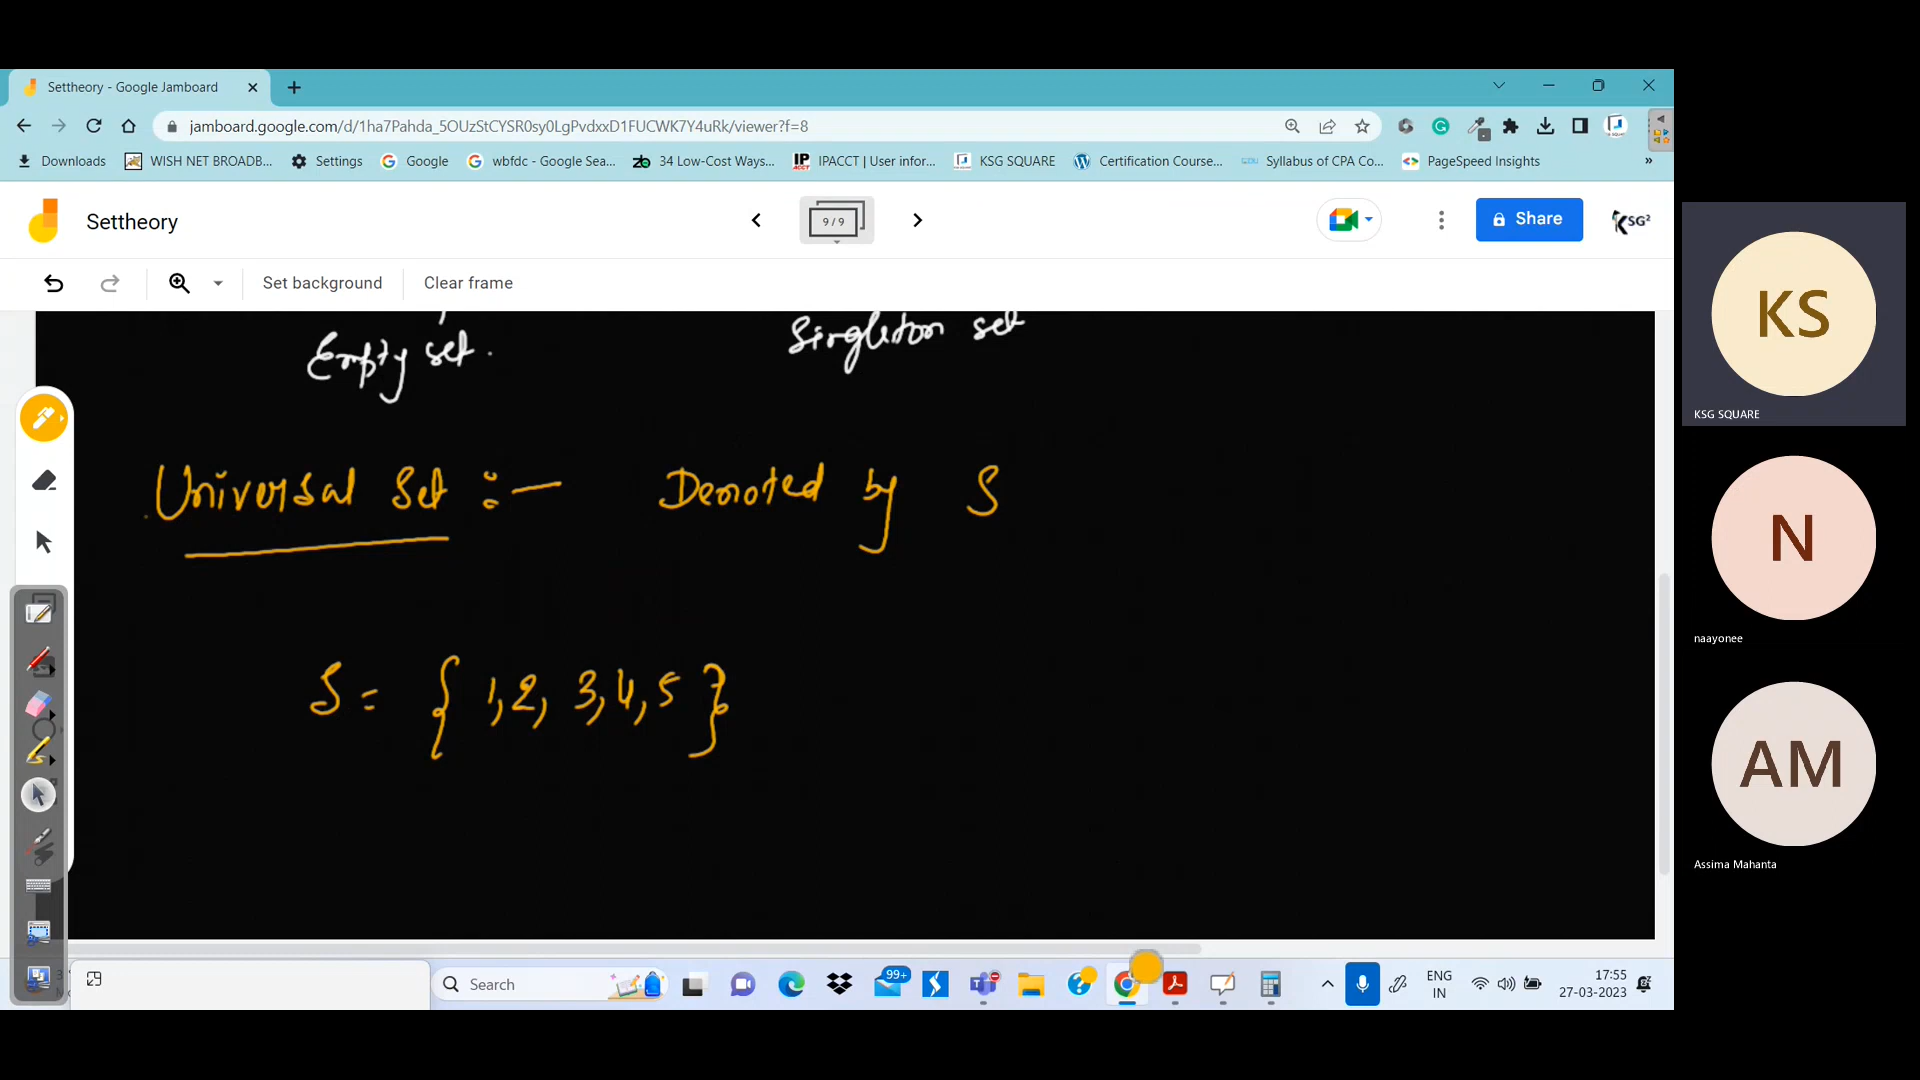 Settheory - Google Jamboard
jamboard.google.com/d/1ha7Pahda_5OUzStCYSR0sy0LgPvdxxD1FUCWK7Y4uRk/viewer?f=8
Downloads WISH NET BROADB... Settings Google wbfdc - Google Sea... 34 Low-Cost Ways... IPACCT | User infor... KSG SQUARE Certification Course... Syllabus of CPA Co... PageSpeed Insights »
Settheory 9 / 9 Share KSG²
Set background Clear frame
Empty set. Singleton set
Universal Set :- Denoted by S
S = { 1, 2, 3, 4, 5 }
KS
KSG SQUARE
N
naayonee
AM
Assima Mahanta
Search 99+ ENG IN 17:55 27-03-2023